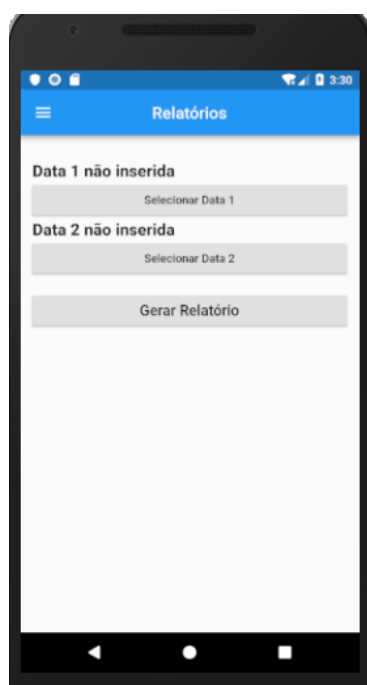 3:30
Relatórios
Data 1 não inserida
Selecionar Data 1
Data 2 não inserida
Selecionar Data 2
Gerar Relatório